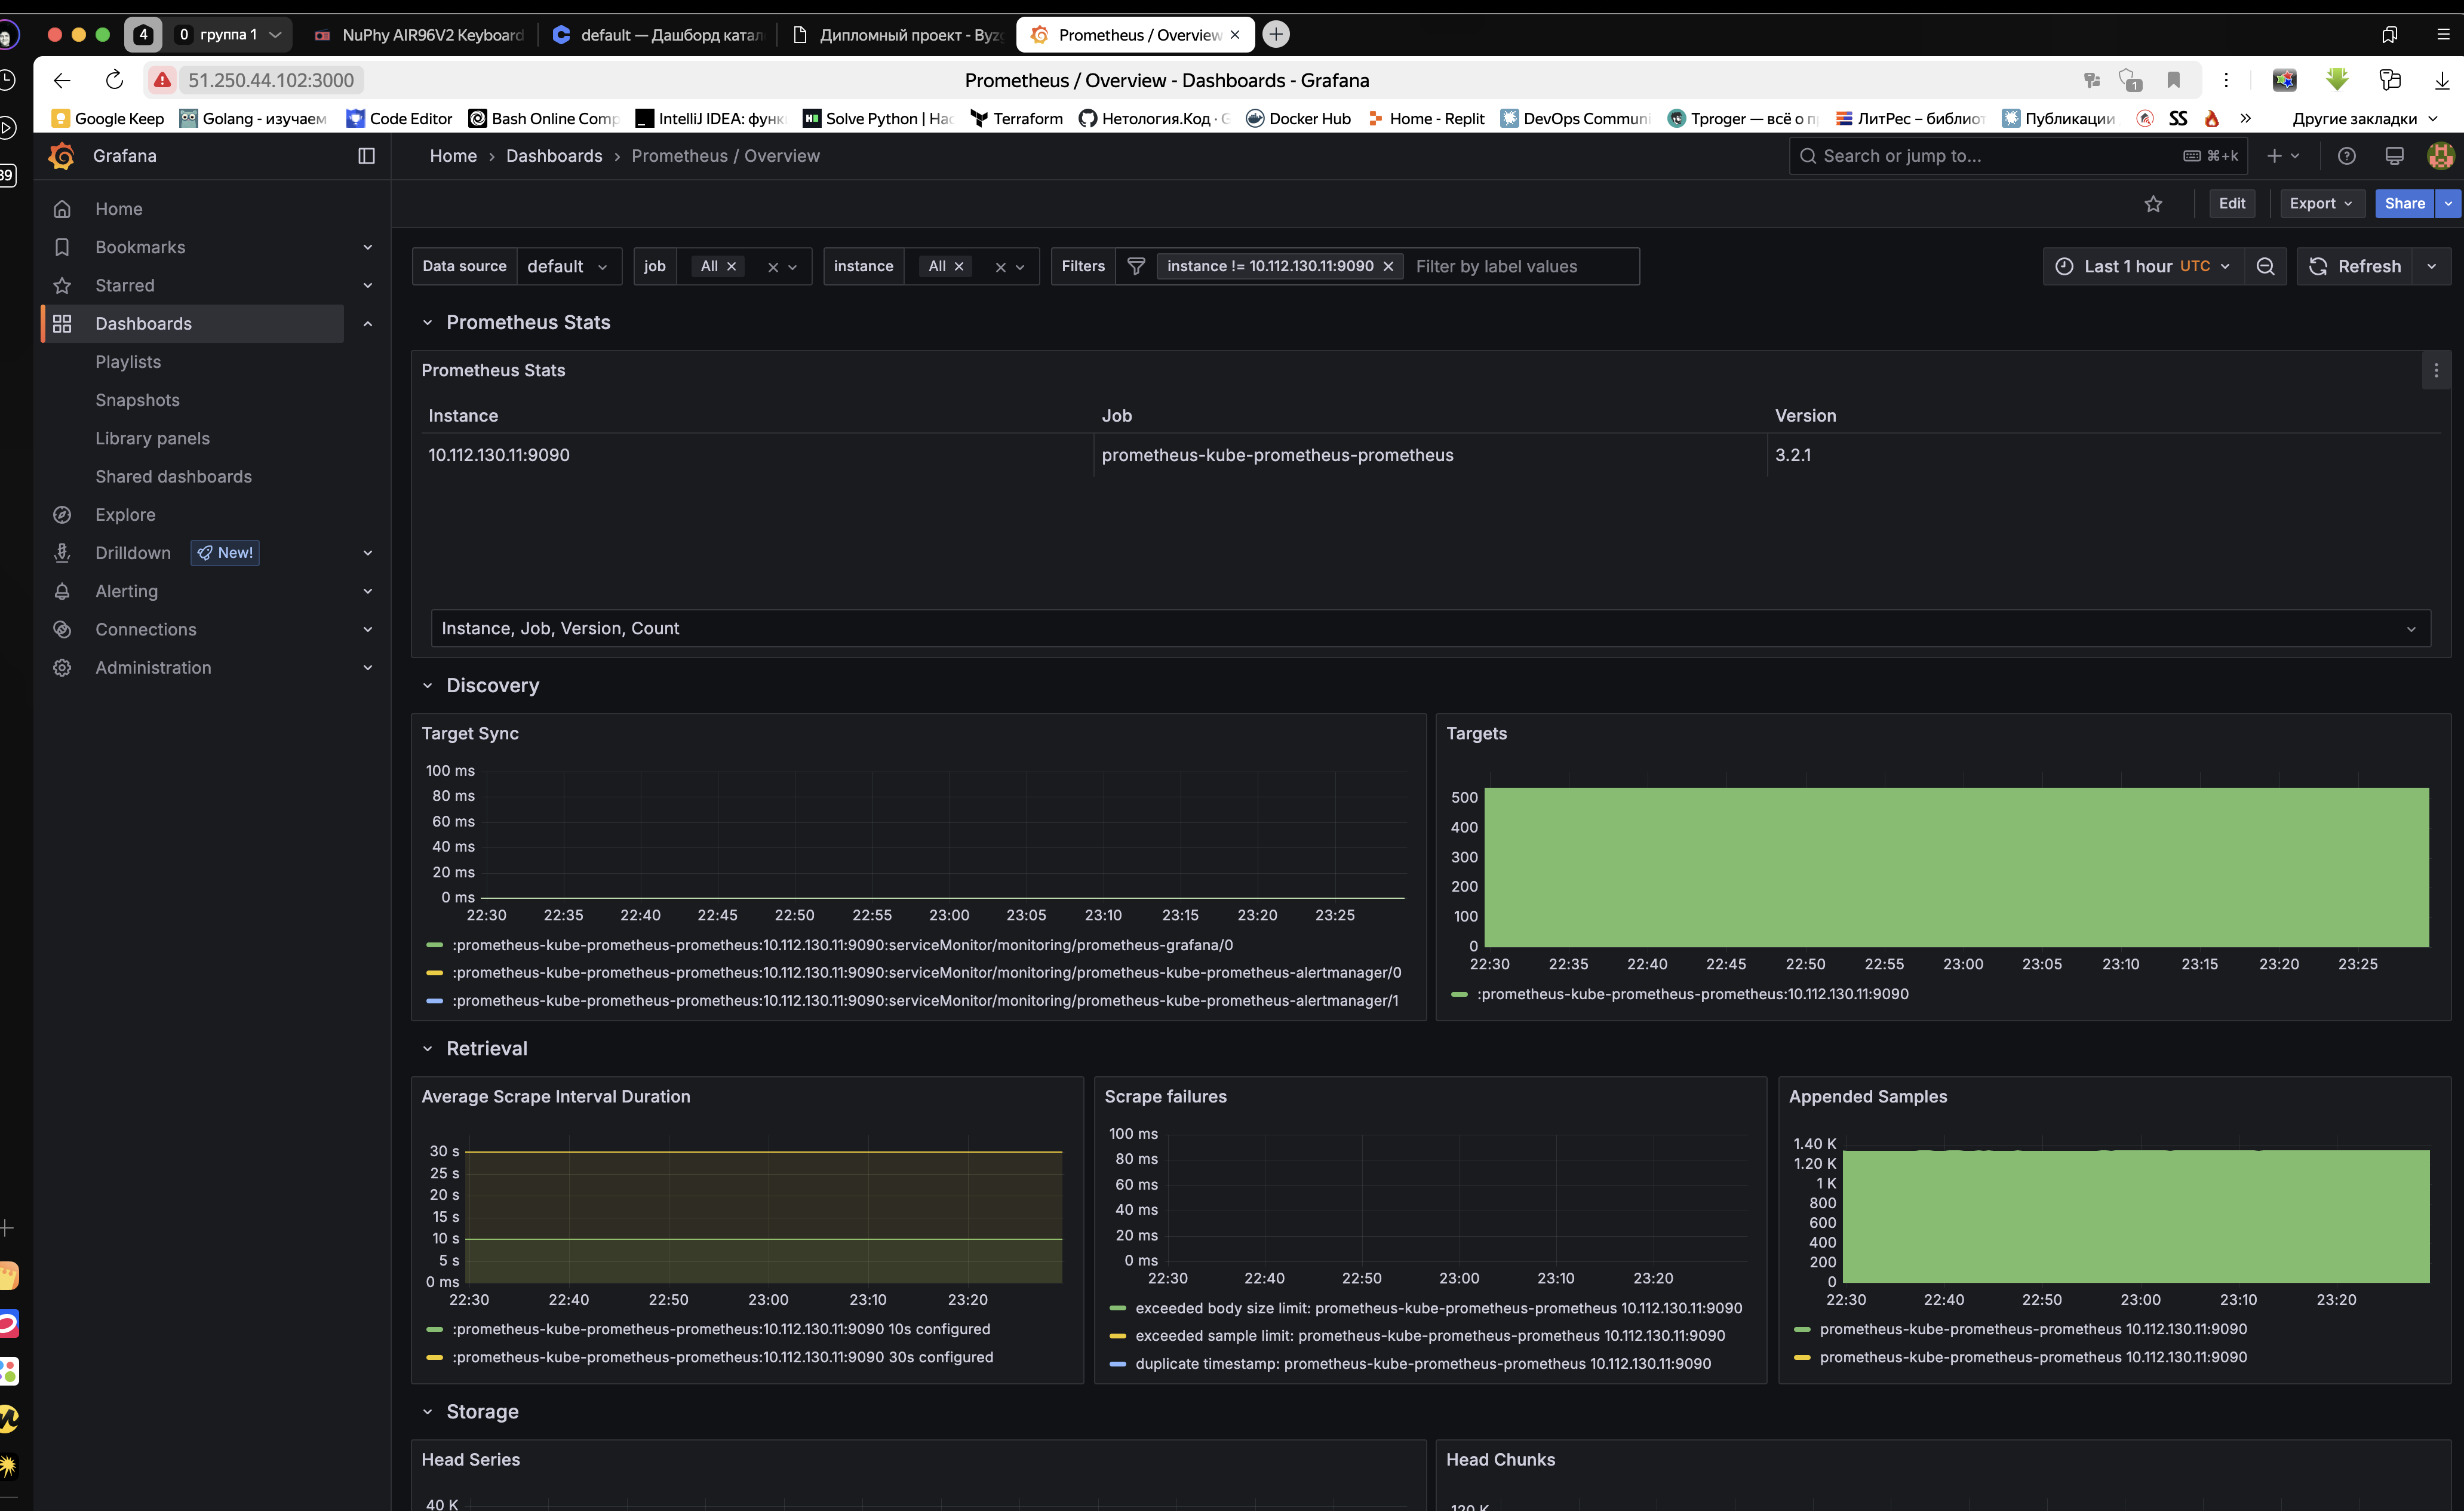 4
0 группа 1
NuPhy AIR96V2 Keyboard
default — Дашборд катал
Дипломный проект - Byz
Prometheus / Overview
51.250.44.102:3000
Prometheus / Overview - Dashboards - Grafana
1
Google Keep
Golang - изучаем
Code Editor
Bash Online Comp
IntelliJ IDEA: функ
Solve Python | Hac
Terraform
Нетология.Код · G
Docker Hub
Home - Replit
DevOps Communi
Tproger — всё о п
ЛитРес – библиот
Публикации
SS
»
Другие закладки
39
Grafana
Home › Dashboards › Prometheus / Overview
Search or jump to...
⌘+k
Edit
Export
Share
Home
Bookmarks
Starred
Dashboards
Playlists
Snapshots
Library panels
Shared dashboards
Explore
Drilldown New!
Alerting
Connections
Administration
Data source default
job All
instance All
Filters instance != 10.112.130.11:9090 Filter by label values
Last 1 hour UTC
Refresh
Prometheus Stats
Prometheus Stats
Instance Job Version
10.112.130.11:9090 prometheus-kube-prometheus-prometheus 3.2.1
Instance, Job, Version, Count
Discovery
Target Sync
100 ms
80 ms
60 ms
40 ms
20 ms
0 ms
22:30 22:35 22:40 22:45 22:50 22:55 23:00 23:05 23:10 23:15 23:20 23:25
:prometheus-kube-prometheus-prometheus:10.112.130.11:9090:serviceMonitor/monitoring/prometheus-grafana/0
:prometheus-kube-prometheus-prometheus:10.112.130.11:9090:serviceMonitor/monitoring/prometheus-kube-prometheus-alertmanager/0
:prometheus-kube-prometheus-prometheus:10.112.130.11:9090:serviceMonitor/monitoring/prometheus-kube-prometheus-alertmanager/1
Targets
500
400
300
200
100
0
22:30 22:35 22:40 22:45 22:50 22:55 23:00 23:05 23:10 23:15 23:20 23:25
:prometheus-kube-prometheus-prometheus:10.112.130.11:9090
Retrieval
Average Scrape Interval Duration
30 s
25 s
20 s
15 s
10 s
5 s
0 ms
22:30 22:40 22:50 23:00 23:10 23:20
:prometheus-kube-prometheus-prometheus:10.112.130.11:9090 10s configured
:prometheus-kube-prometheus-prometheus:10.112.130.11:9090 30s configured
Scrape failures
100 ms
80 ms
60 ms
40 ms
20 ms
0 ms
22:30 22:40 22:50 23:00 23:10 23:20
exceeded body size limit: prometheus-kube-prometheus-prometheus 10.112.130.11:9090
exceeded sample limit: prometheus-kube-prometheus-prometheus 10.112.130.11:9090
duplicate timestamp: prometheus-kube-prometheus-prometheus 10.112.130.11:9090
Appended Samples
1.40 K
1.20 K
1 K
800
600
400
200
0
22:30 22:40 22:50 23:00 23:10 23:20
prometheus-kube-prometheus-prometheus 10.112.130.11:9090
prometheus-kube-prometheus-prometheus 10.112.130.11:9090
Storage
Head Series
40 K
Head Chunks
120 K